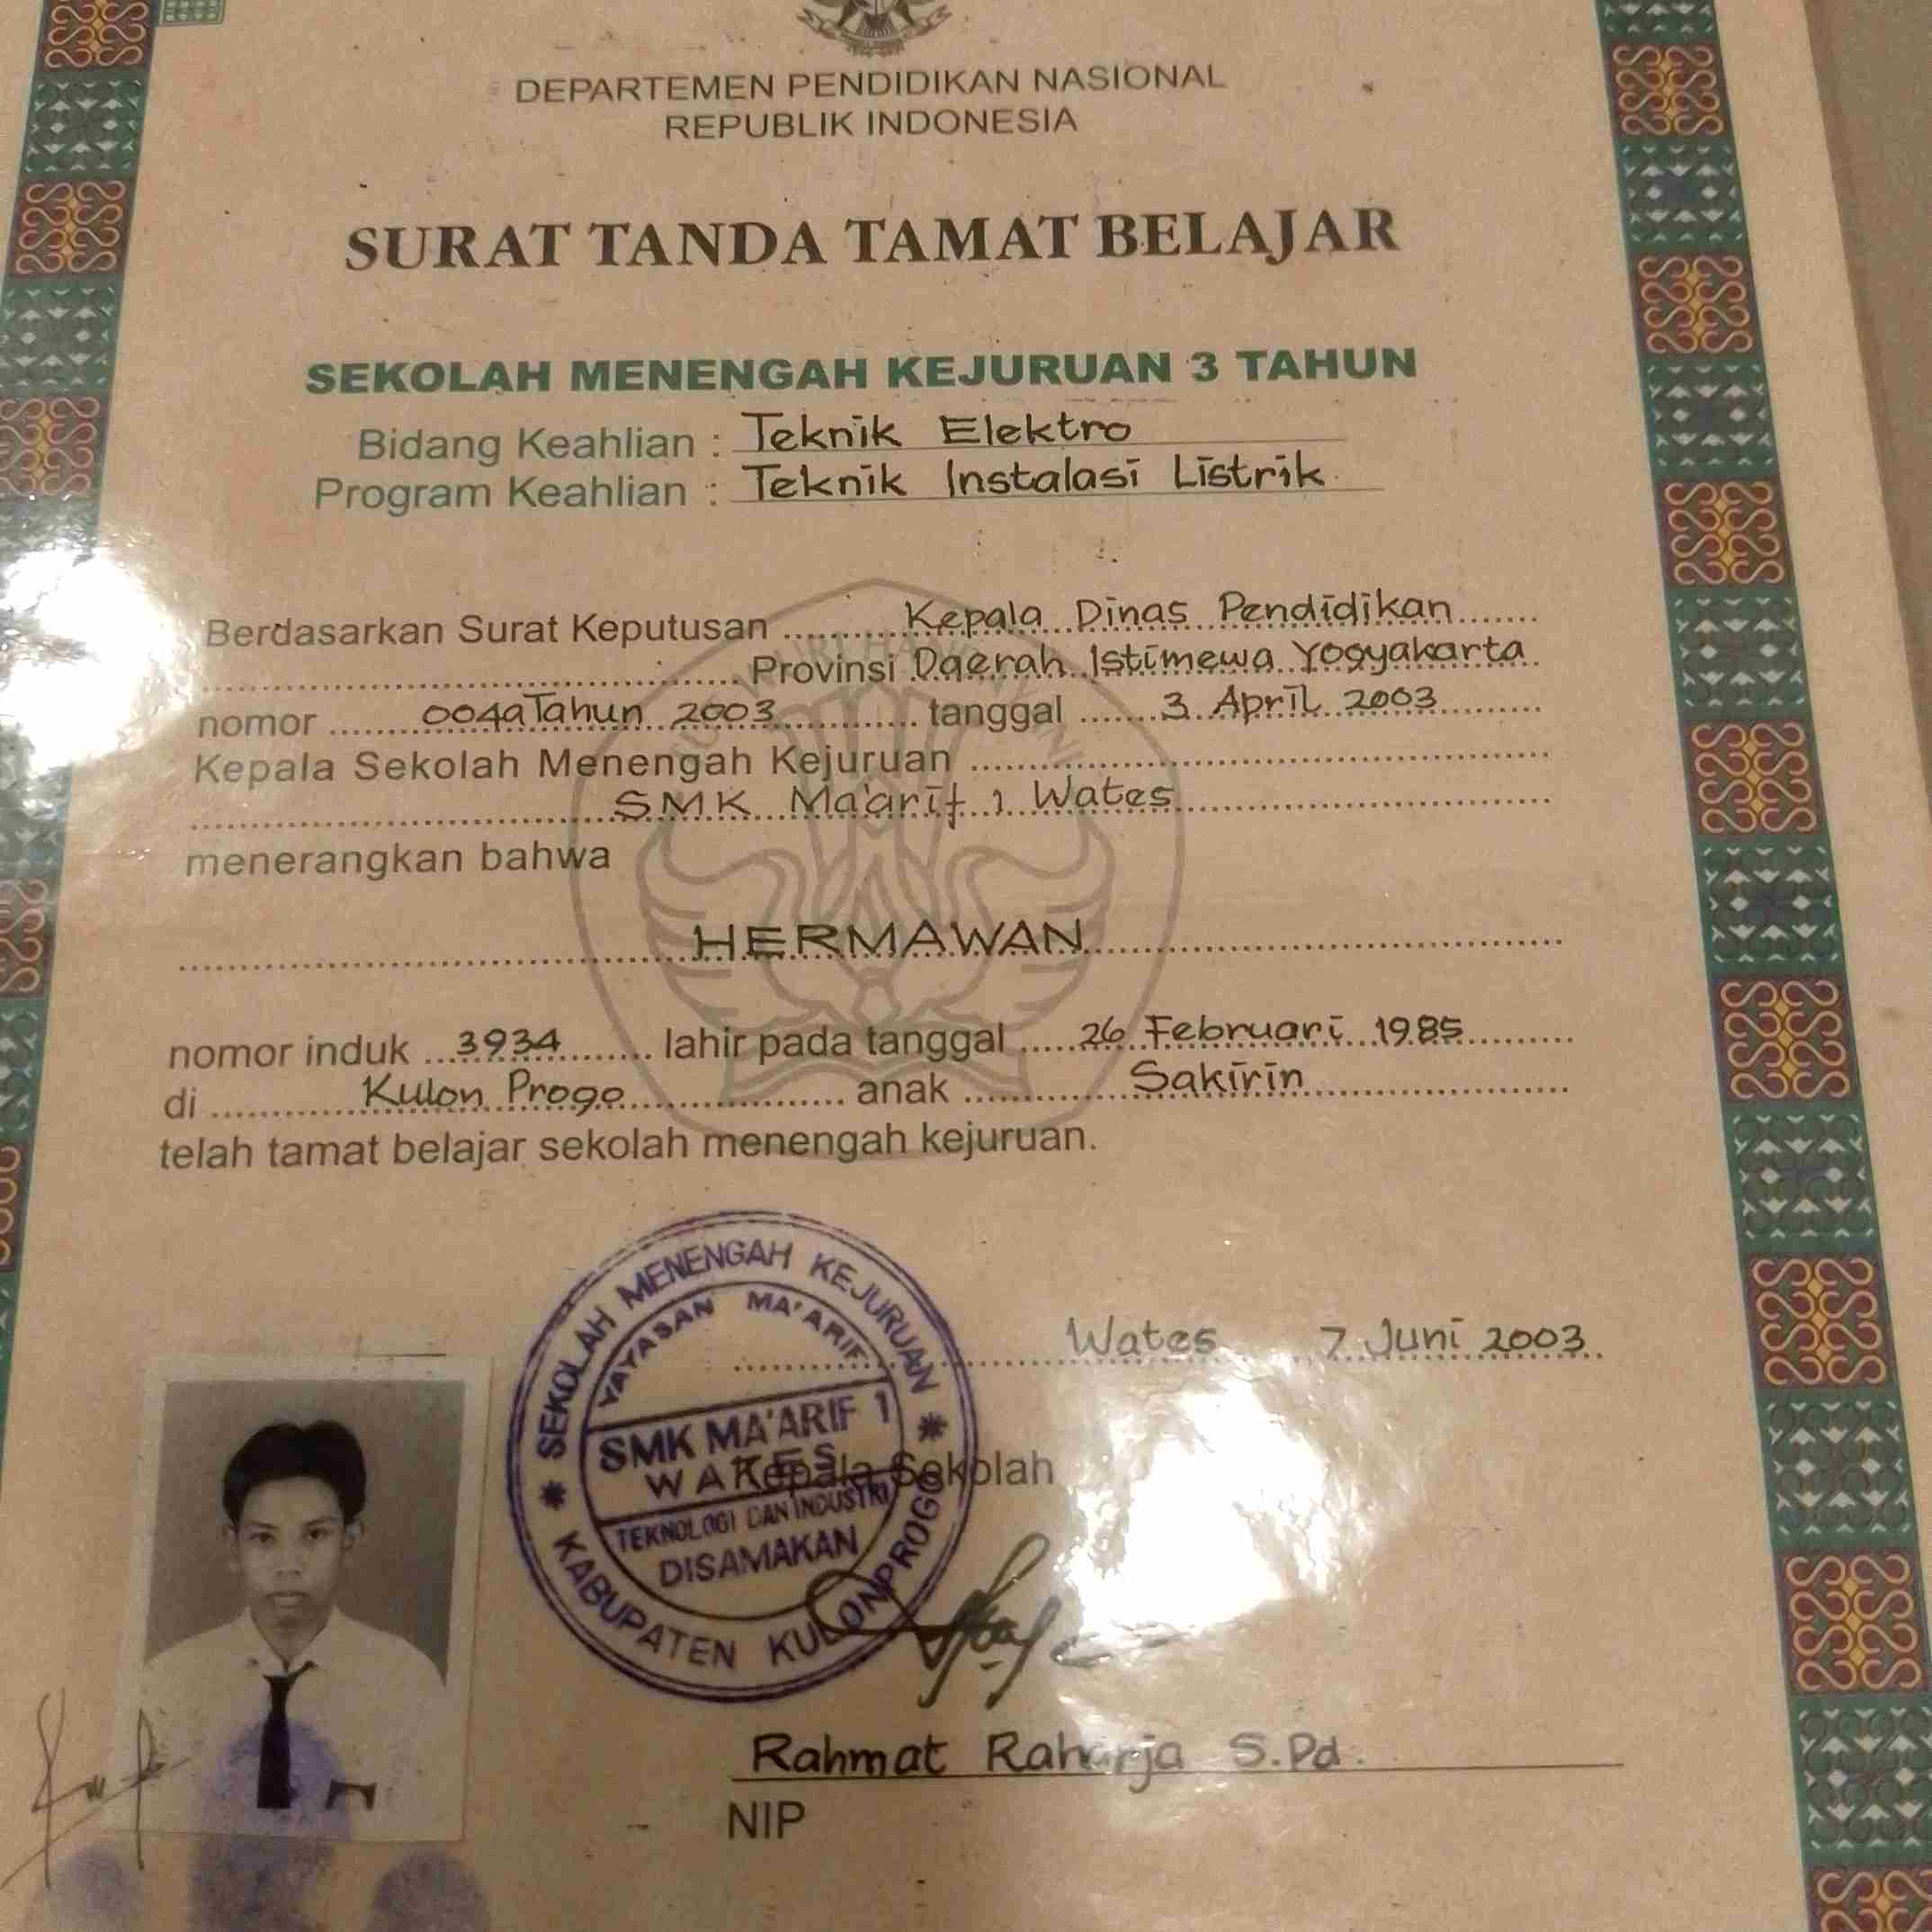 DEPARTEMEN PENDIDIKAN NASIONAL
REPUBLIK INDONESIA
SURAT TANDA TAMAT BELAJAR
SEKOLAH MENENGAH KEJURUAN 3 TAHUN
Bidang Keahlian : Teknik Elektro
Program Keahlian : Teknik Instalasi Listrik
Berdasarkan Surat Keputusan Kepala Dinas Pendidikan
Provinsi Daerah Istimewa Yogyakarta
nomor 004a Tahun 2003 tanggal 3 April 2003
Kepala Sekolah Menengah Kejuruan
SMK Ma'arif 1 Wates
menerangkan bahwa
HERMAWAN
nomor induk 3934 lahir pada tanggal 26 Februari 1985
di Kulon Progo anak Sakirin
telah tamat belajar sekolah menengah kejuruan.
Wates 7 Juni 2003
Kepala Sekolah
SEKOLAH MENENGAH KEJURUAN
YAYASAN MA'ARIF
SMK MA'ARIF 1
WATES
TEKNOLOGI DAN INDUSTRI
DISAMAKAN
KABUPATEN KULONPROGO
Rahmat Raharja S.Pd.
NIP